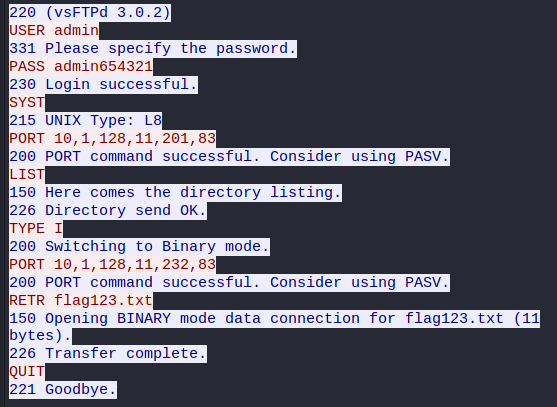 220 (vsFTPd 3.0.2)
USER admin
331 Please specify the password.
PASS admin654321
230 Login successful.
SYST
215 UNIX Type: L8
PORT 10,1,128,11,201,83
200 PORT command successful. Consider using PASV.
LIST
150 Here comes the directory listing.
226 Directory send OK.
TYPE I
200 Switching to Binary mode.
PORT 10,1,128,11,232,83
200 PORT command successful. Consider using PASV.
RETR flag123.txt
150 Opening BINARY mode data connection for flag123.txt (11
bytes).
226 Transfer complete.
QUIT
221 Goodbye.